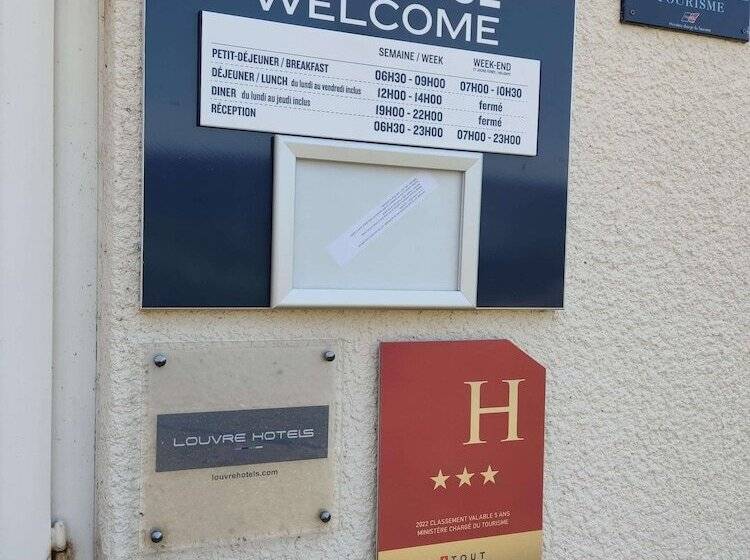 WELCOME
TOURISME
SEMAINE / WEEK
WEEK-END
PETIT-DÉJEUNER / BREAKFAST 06H30 - 09H00 07H00 - 10H30
DÉJEUNER / LUNCH du lundi au vendredi inclus 12H00 - 14H00 fermé
DINER du lundi au jeudi inclus 19H00 - 22H00 fermé
RÉCEPTION 06H30 - 23H00 07H00 - 23H00
LOUVRE HOTELS
louvrehotels.com
H
2022 CLASSEMENT VALABLE 5 ANS
MINISTÈRE CHARGÉ DU TOURISME
TOUT